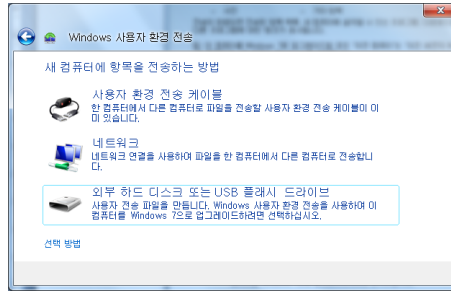 Windows 사용자 환경 전송
새 컴퓨터에 항목을 전송하는 방법
사용자 환경 전송 케이블
한 컴퓨터에서 다른 컴퓨터로 파일을 전송할 사용자 환경 전송 케이블이 이
미 있습니다.
네트워크
네트워크 연결을 사용하여 파일을 한 컴퓨터에서 다른 컴퓨터로 전송합니
다.
외부 하드 디스크 또는 USB 플래시 드라이브
사용자 전송 파일을 만듭니다. Windows 사용자 환경 전송을 사용하여 이
컴퓨터를 Windows 7으로 업그레이드하려면 선택하십시오.
선택 방법